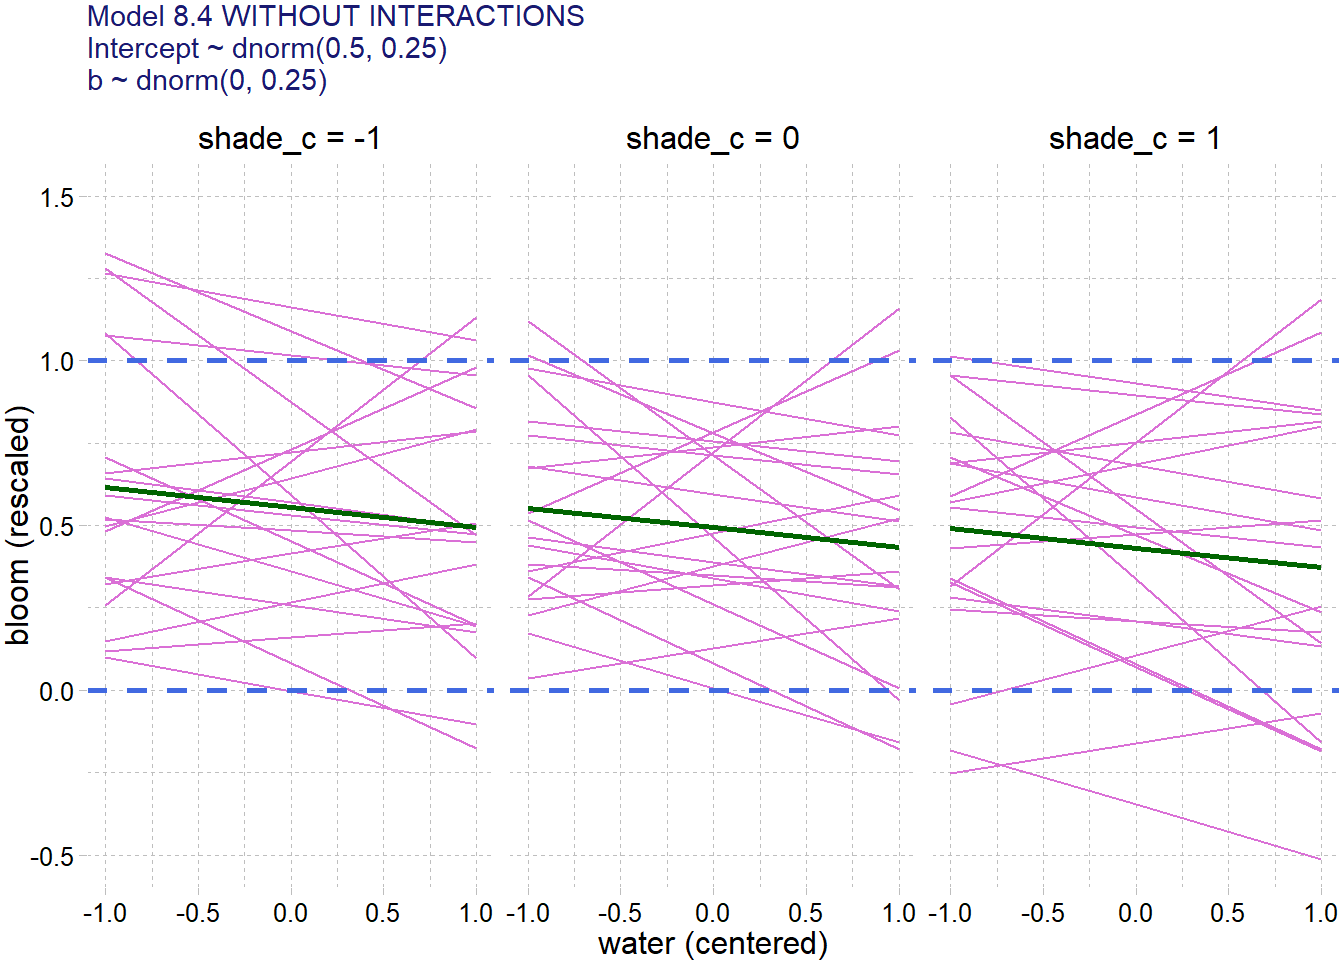 Model 8.4 WITHOUT INTERACTIONS
Intercept ~ dnorm(0.5, 0.25)
b ~ dnorm(0, 0.25)
shade_c = -1
shade_c = 0
shade_c = 1
1.5
1.0
0.5
0.0
-0.5
bloom (rescaled)
-1.0 -0.5 0.0 0.5 1.0
-1.0 -0.5 0.0 0.5 1.0
-1.0 -0.5 0.0 0.5 1.0
water (centered)